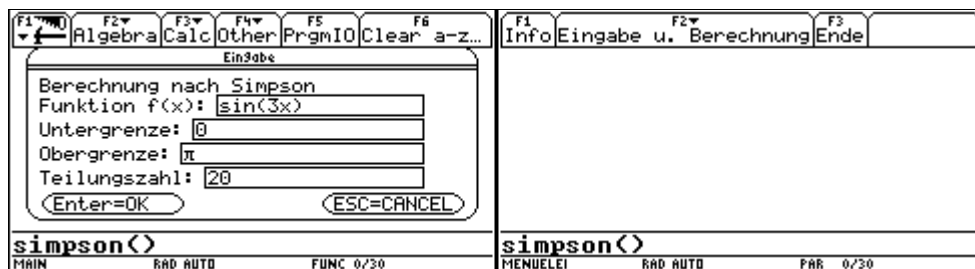 F1 F2 F3 F4 F5 F6
Algebra Calc Other PrgmIO Clear a-z…
Eingabe
Berechnung nach Simpson
Funktion f(x): sin(3x)
Untergrenze: 0
Obergrenze: π
Teilungszahl: 20
Enter=OK ESC=CANCEL
simpson()
MAIN RAD AUTO FUNC 0/30
F1 F2 F3
Info Eingabe u. Berechnung Ende
simpson()
MENUELEI RAD AUTO PAR 0/30